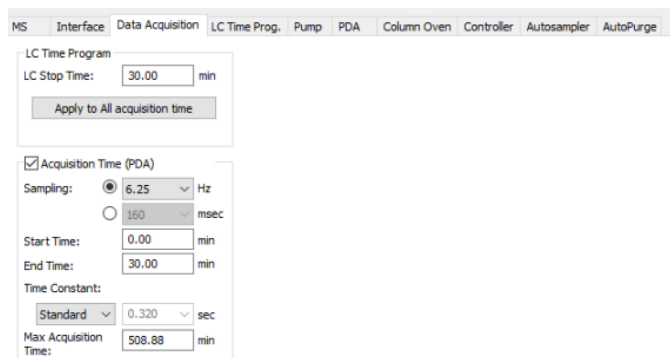 MS Interface Data Acquisition LC Time Prog. Pump PDA Column Oven Controller Autosampler AutoPurge
LC Time Program
LC Stop Time: 30.00 min
Apply to All acquisition time
Acquisition Time (PDA)
Sampling: 6.25 Hz
160 msec
Start Time: 0.00 min
End Time: 30.00 min
Time Constant:
Standard 0.320 sec
Max Acquisition
Time: 508.88 min